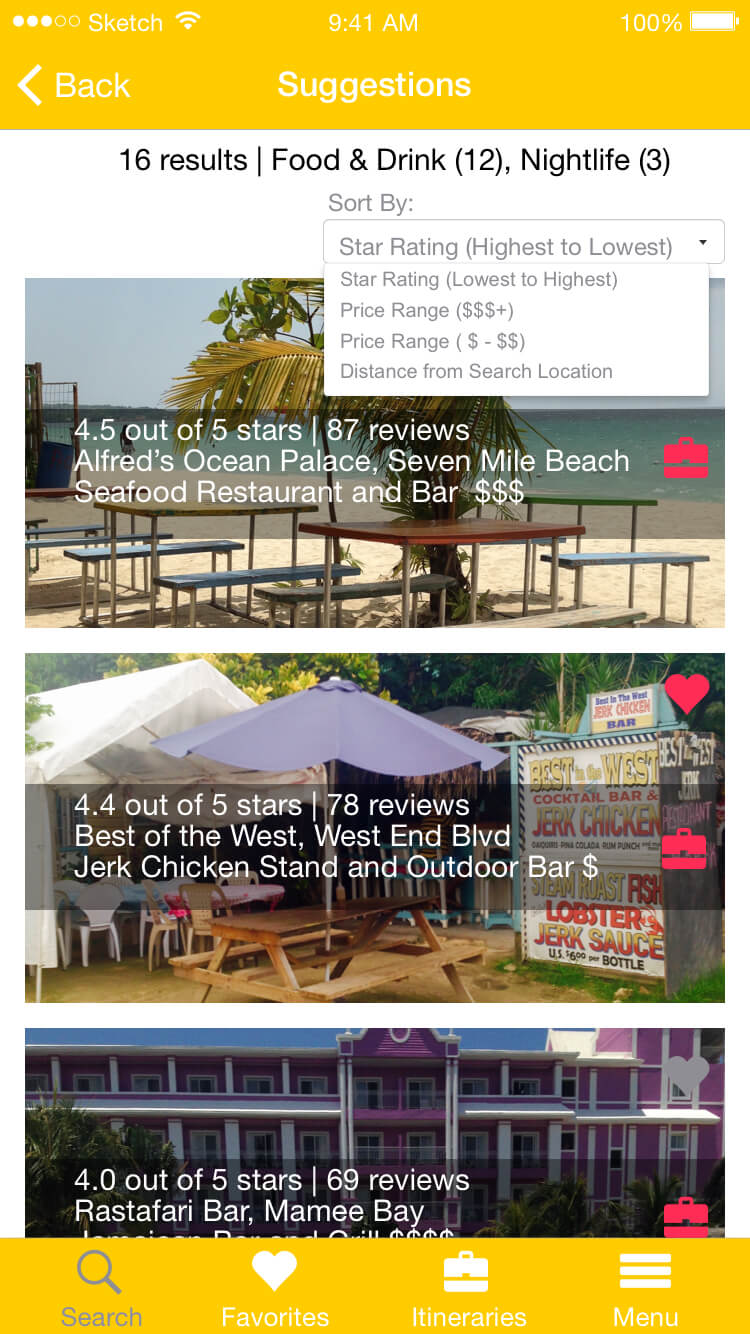 Sketch 9:41 AM 100%
Back Suggestions
16 results | Food & Drink (12), Nightlife (3)
Sort By:
Star Rating (Highest to Lowest)
Star Rating (Lowest to Highest)
Price Range ($$$+)
Price Range ( $ - $$)
Distance from Search Location
4.5 out of 5 stars | 87 reviews
Alfred’s Ocean Palace, Seven Mile Beach
Seafood Restaurant and Bar $$$
Best In The West
JERK CHICKEN
BAR
BEST in the WEST
COCKTAIL BAR &
JERK CHICKEN
DAIQUIRIS PINA COLADA RUM PUNCH
STEAM ROAST FISH
LOBSTER
JERK SAUCE
U.S. $6.00 per BOTTLE
JERK
4.4 out of 5 stars | 78 reviews
Best of the West, West End Blvd
Jerk Chicken Stand and Outdoor Bar $
4.0 out of 5 stars | 69 reviews
Rastafari Bar, Mamee Bay
Jamaican Bar and Grill $$$$
Search Favorites Itineraries Menu